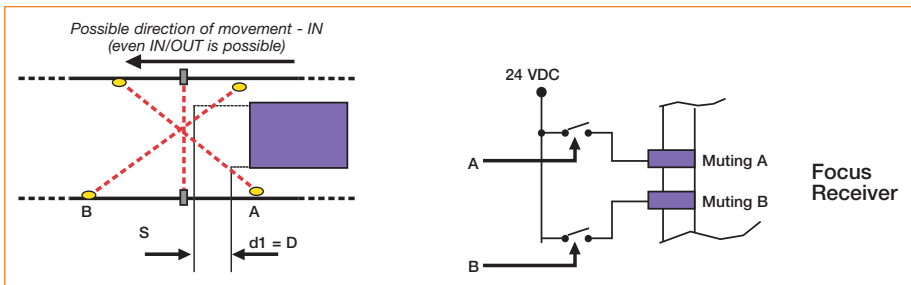 Possible direction of movement - IN
(even IN/OUT is possible)
B
A
S
d1 = D
24 VDC
A
Muting A
Muting B
B
Focus
Receiver